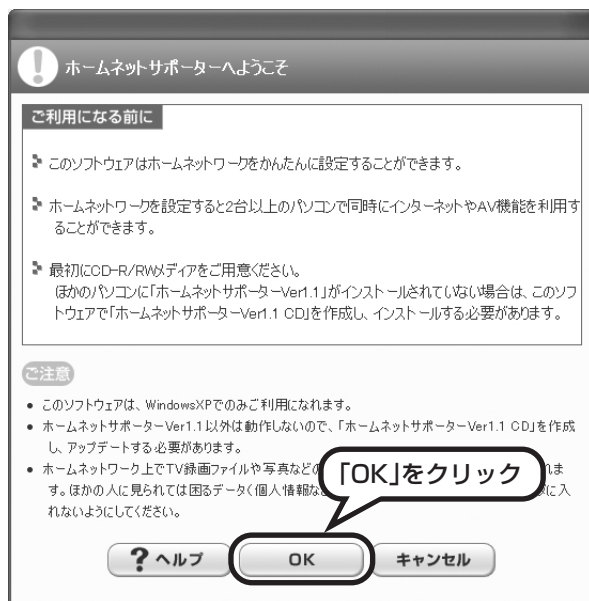 ホームネットサポーターへようこそ
ご利用になる前に
このソフトウェアはホームネットワークをかんたんに設定することができます。
ホームネットワークを設定すると2台以上のパソコンで同時にインターネットやAV機能を利用す
ることができます。
最初にCD-R/RWメディアをご用意ください。
ほかのパソコンに「ホームネットサポーターVer1.1」がインストールされていない場合は、このソフ
トウェアで「ホームネットサポーターVer1.1 CD」を作成し、インストールする必要があります。
ご注意
このソフトウェアは、WindowsXPでのみご利用になれます。
ホームネットサポーターVer1.1以外は動作しないので、「ホームネットサポーターVer1.1 CD」を作成
し、アップデートする必要があります。
ホームネットワーク上でTV録画ファイルや写真などの
れま
す。ほかの人に見られては困るデータ(個人情報な
に入
れないようにしてください。
「OK」をクリック
? ヘルプ
OK
キャンセル